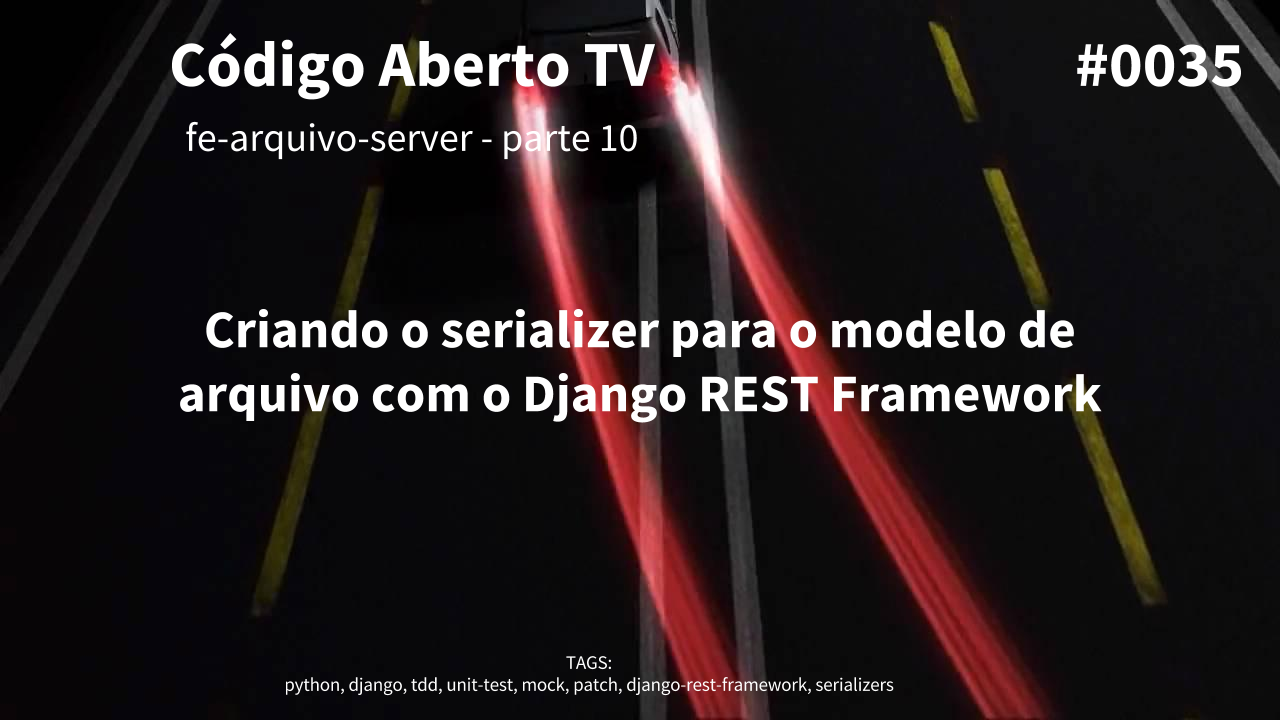 Código Aberto TV
#0035
fe-arquivo-server - parte 10
Criando o serializer para o modelo de
arquivo com o Django REST Framework
TAGS:
python, django, tdd, unit-test, mock, patch, django-rest-framework, serializers